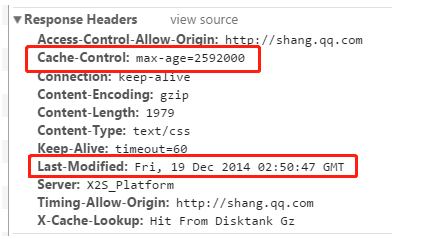 Response Headers view source
Access-Control-Allow-Origin: http://shang.qq.com
Cache-Control: max-age=2592000
Connection: keep-alive
Content-Encoding: gzip
Content-Length: 1979
Content-Type: text/css
Keep-Alive: timeout=60
Last-Modified: Fri, 19 Dec 2014 02:50:47 GMT
Server: X2S_Platform
Timing-Allow-Origin: http://shang.qq.com
X-Cache-Lookup: Hit From Disktank Gz